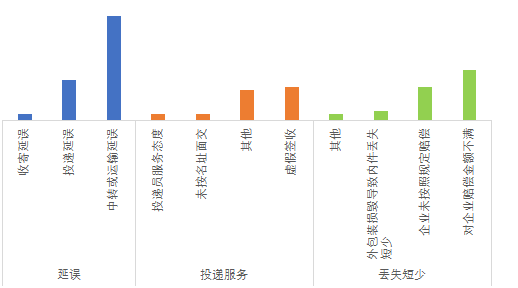 收寄延误
投递延误
中转或运输延误
投递员服务态度
未按名址面交
其他
虚假签收
其他
外包装损毁导致内件丢失
短少
企业未按照规定赔偿
对企业赔偿金额不满
延误
投递服务
丢失短少